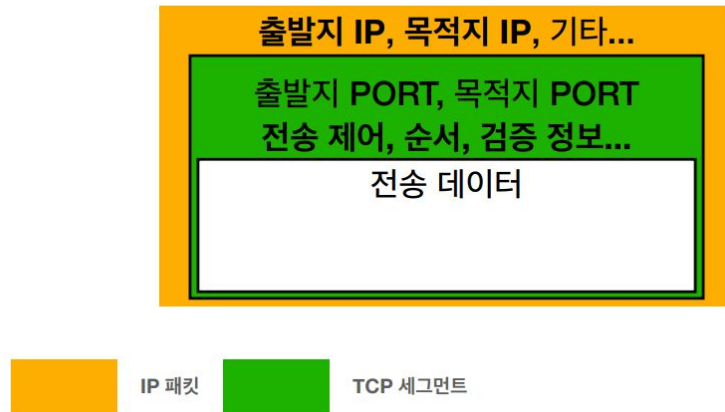 출발지 IP, 목적지 IP, 기타...
출발지 PORT, 목적지 PORT
전송 제어, 순서, 검증 정보...
전송 데이터
IP 패킷
TCP 세그먼트